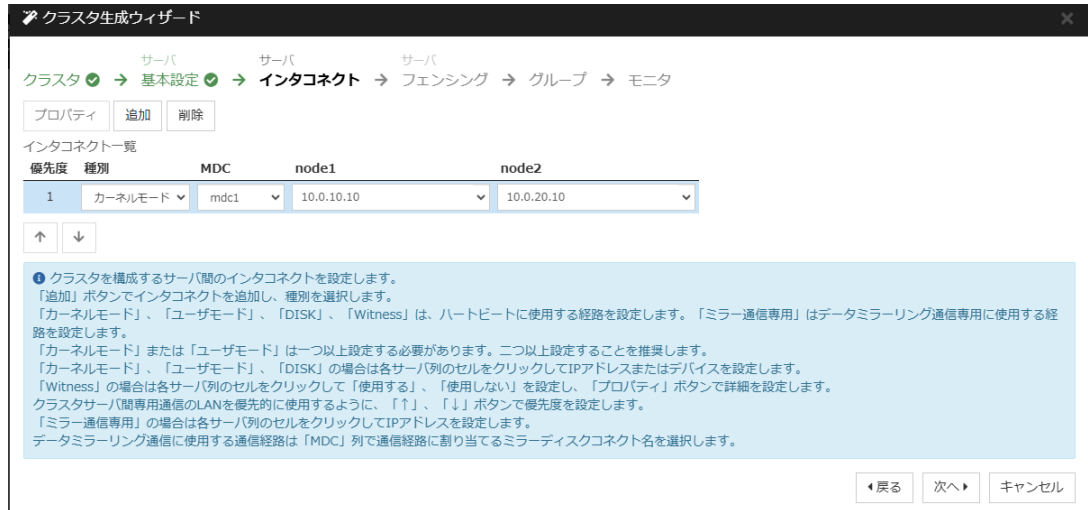 クラスタ生成ウィザード
サーバ サーバ サーバ
クラスタ → 基本設定 → インタコネクト → フェンシング → グループ → モニタ
プロパティ 追加 削除
インタコネクト一覧
優先度 種別 MDC node1 node2
1 カーネルモード mdc1 10.0.10.10 10.0.20.10
↑ ↓
クラスタを構成するサーバ間のインタコネクトを設定します。
「追加」ボタンでインタコネクトを追加し、種別を選択します。
「カーネルモード」、「ユーザモード」、「DISK」、「Witness」は、ハートビートに使用する経路を設定します。「ミラー通信専用」はデータミラーリング通信専用に使用する経
路を設定します。
「カーネルモード」または「ユーザモード」は一つ以上設定する必要があります。二つ以上設定することを推奨します。
「カーネルモード」、「ユーザモード」、「DISK」の場合は各サーバ列のセルをクリックしてIPアドレスまたはデバイスを設定します。
「Witness」の場合は各サーバ列のセルをクリックして「使用する」、「使用しない」を設定し、「プロパティ」ボタンで詳細を設定します。
クラスタサーバ間専用通信のLANを優先的に使用するように、「↑」、「↓」ボタンで優先度を設定します。
「ミラー通信専用」の場合は各サーバ列のセルをクリックしてIPアドレスを設定します。
データミラーリング通信に使用する通信経路は「MDC」列で通信経路に割り当てるミラーディスクコネクト名を選択します。
戻る 次へ キャンセル